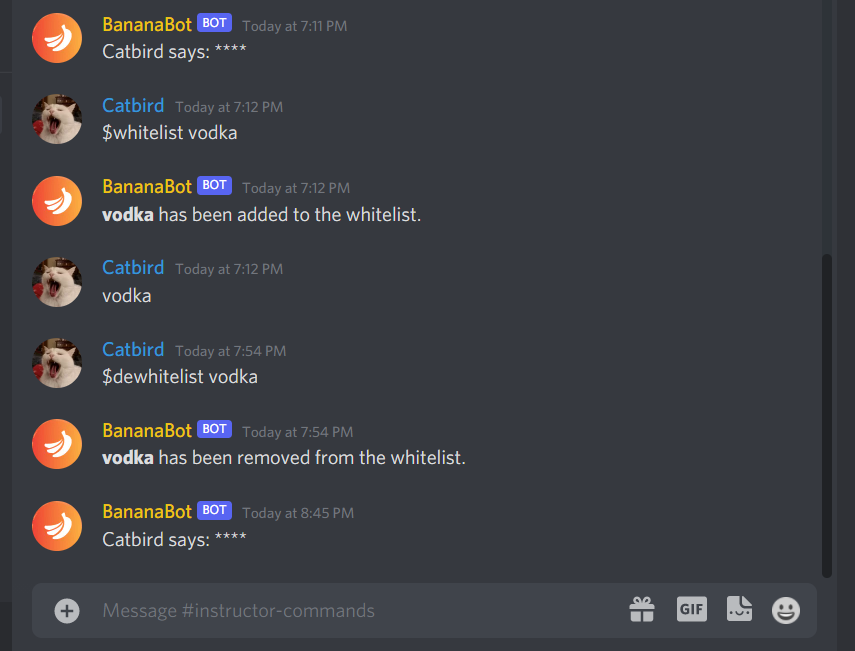 BananaBot BOT Today at 7:11 PM
Catbird says: ****
Catbird Today at 7:12 PM
$whitelist vodka
BananaBot BOT Today at 7:12 PM
vodka has been added to the whitelist.
Catbird Today at 7:12 PM
vodka
Catbird Today at 7:54 PM
$dewhitelist vodka
BananaBot BOT Today at 7:54 PM
vodka has been removed from the whitelist.
BananaBot BOT Today at 8:45 PM
Catbird says: ****
Message #instructor-commands GIF